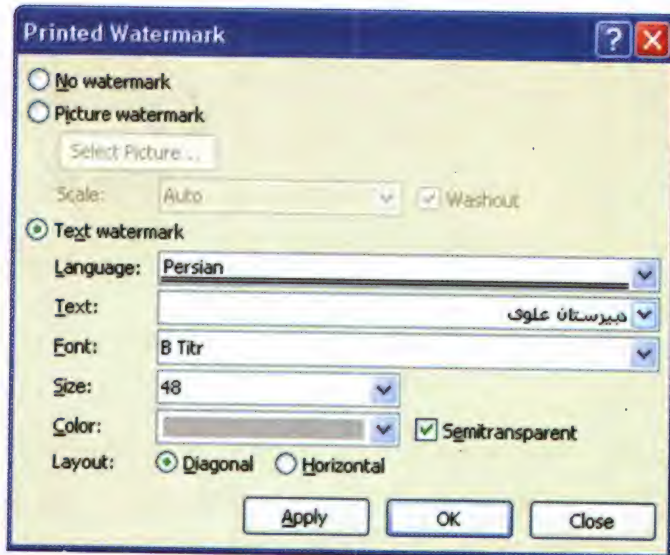 Printed Watermark
No watermark
Picture watermark
Select Picture ...
Scale: Auto Washout
Text watermark
Language: Persian
Text: دبیرستان علوی
Font: B Titr
Size: 48
Color: Semitransparent
Layout: Diagonal Horizontal
Apply OK Close